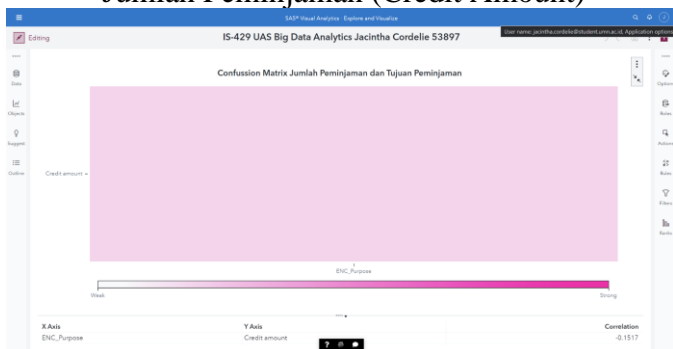 Jumlah Peminjaman (Credit Amount)
SAS® Visual Analytics - Explore and Visualize
Editing
IS-429 UAS Big Data Analytics Jacintha Cordelie 53897
User name: jacintha.cordelie@student.umn.ac.id, Application options
Data
Objects
Suggest
Outline
Confussion Matrix Jumlah Peminjaman dan Tujuan Peminjaman
Options
Roles
Actions
Rules
Filters
Ranks
Credit amount
ENC_Purpose
Weak
Strong
X Axis Y Axis Correlation
ENC_Purpose Credit amount -0.1517